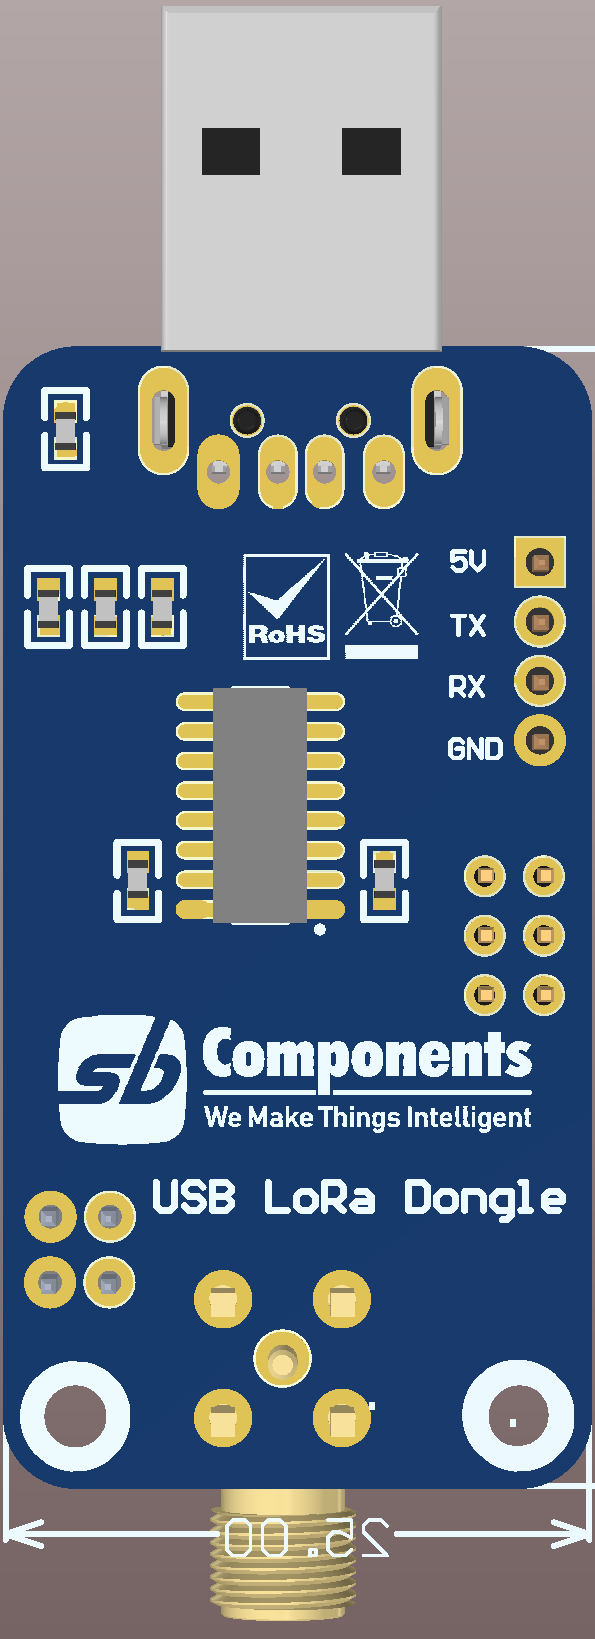 RoHS
5V
TX
RX
GND
sb
Components
We Make Things Intelligent
USB LoRa Dongle
25.00